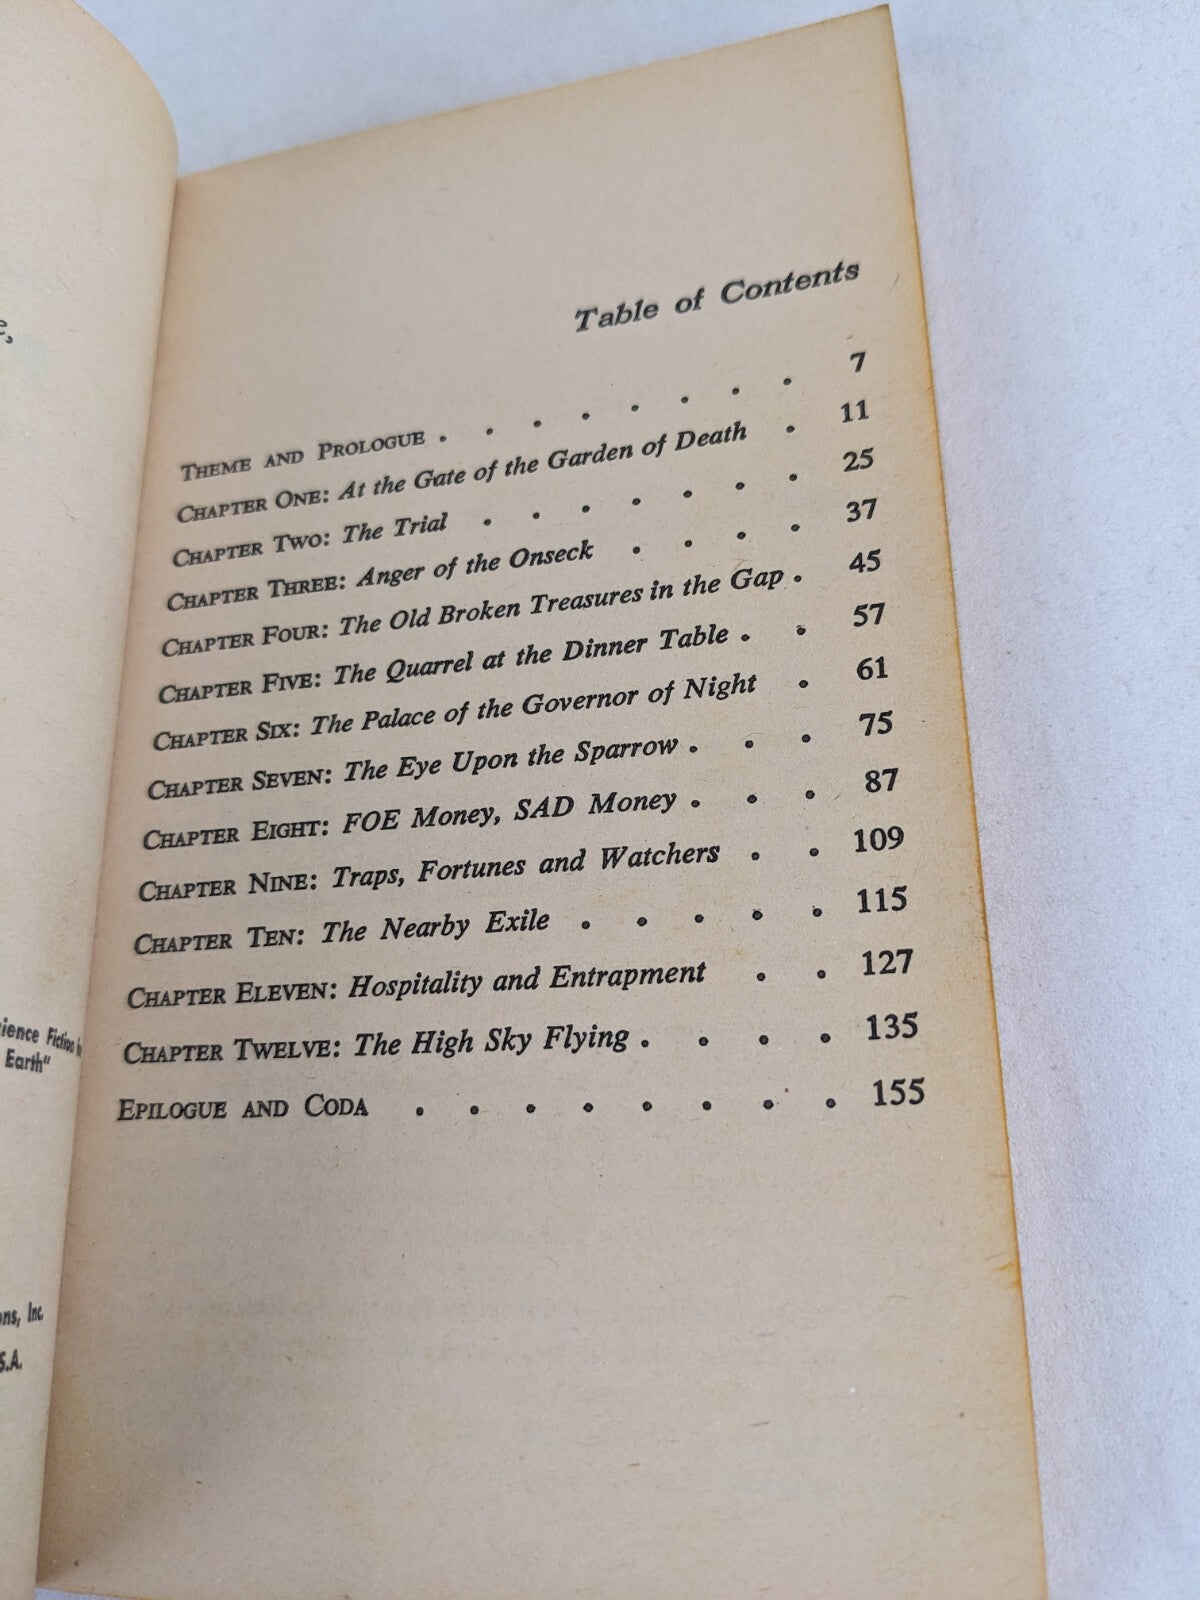 e,
ience Fiction
Earth"
ons, Inc.
S.A.
Table of Contents
THEME AND PROLOGUE . . . . . . . . 7
CHAPTER ONE: At the Gate of the Garden of Death . 11
CHAPTER TWO: The Trial . . . . . . . 25
CHAPTER THREE: Anger of the Onseck . . . . 37
CHAPTER FOUR: The Old Broken Treasures in the Gap . 45
CHAPTER FIVE: The Quarrel at the Dinner Table . . 57
CHAPTER SIX: The Palace of the Governor of Night . 61
CHAPTER SEVEN: The Eye Upon the Sparrow . . . 75
CHAPTER EIGHT: FOE Money, SAD Money . . . 87
CHAPTER NINE: Traps, Fortunes and Watchers . . 109
CHAPTER TEN: The Nearby Exile . . . . . 115
CHAPTER ELEVEN: Hospitality and Entrapment . . 127
CHAPTER TWELVE: The High Sky Flying . . . . 135
EPILOGUE AND CODA . . . . . . . . 155